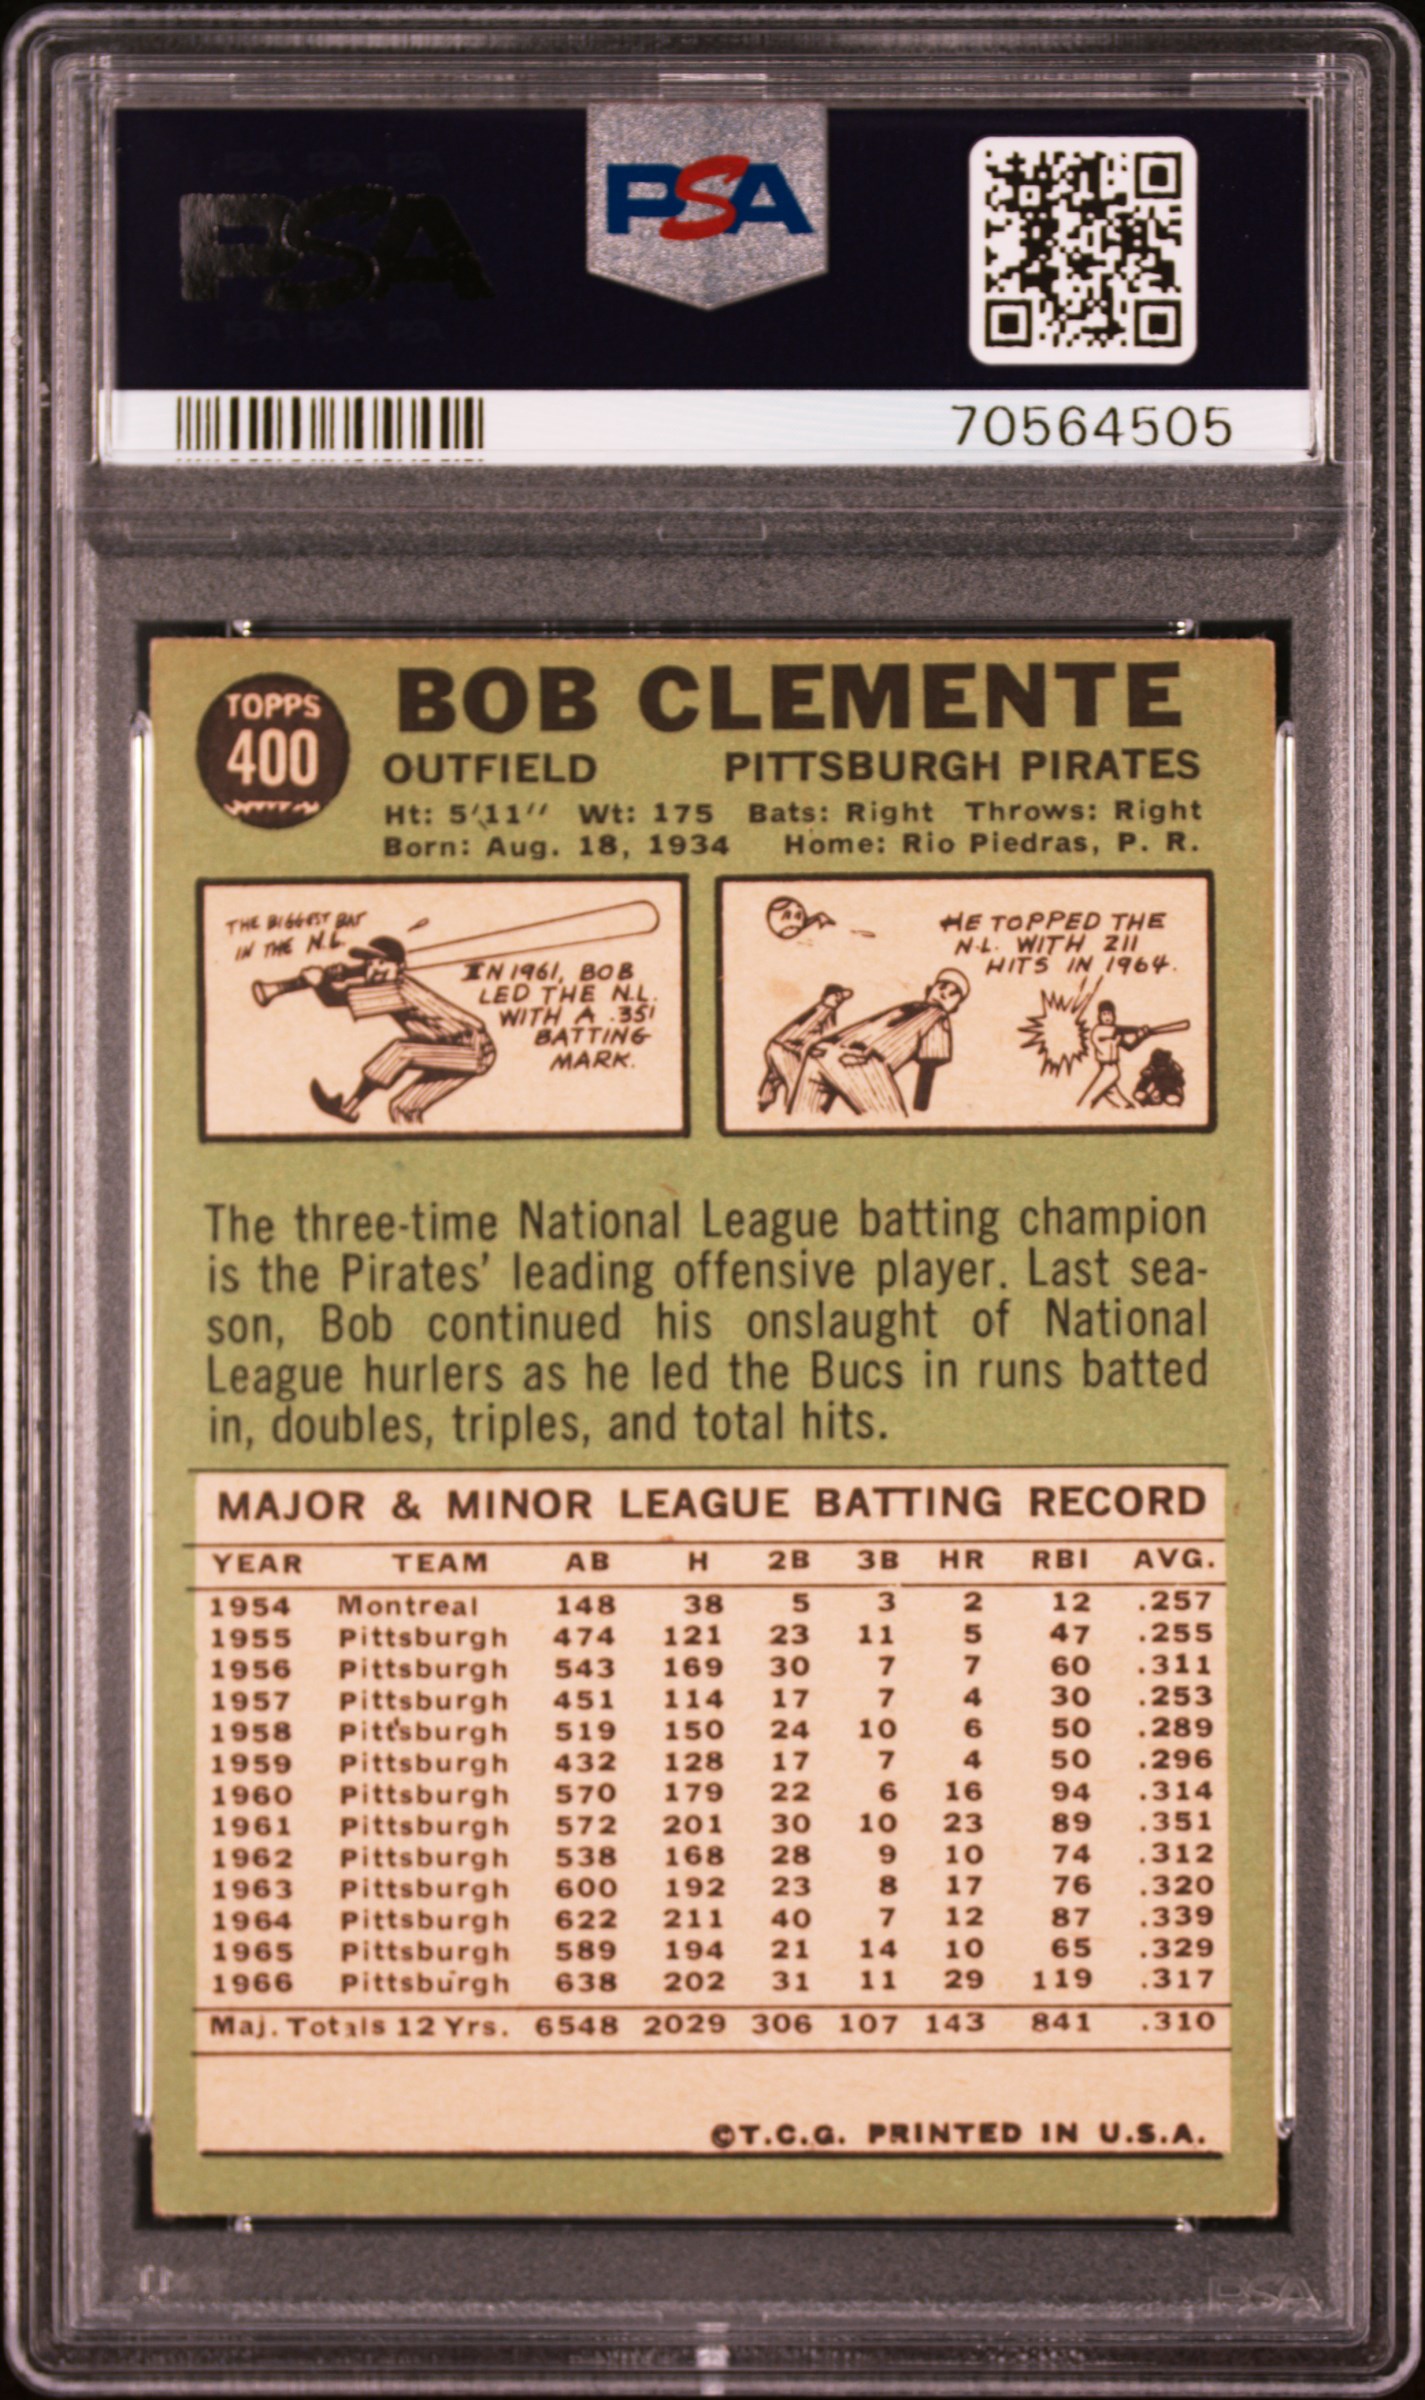 PSA
PSA
70564505
TOPPS
400
BOB CLEMENTE
OUTFIELD PITTSBURGH PIRATES
Ht: 5'11" Wt: 175 Bats: Right Throws: Right
Born: Aug. 18, 1934 Home: Rio Piedras, P. R.
THE BIGGEST BAT
IN THE N.L.
IN 1961, BOB
LED THE N.L.
WITH A .351
BATTING
MARK.
HE TOPPED THE
N.L. WITH 211
HITS IN 1964.
The three-time National League batting champion
is the Pirates' leading offensive player. Last sea-
son, Bob continued his onslaught of National
League hurlers as he led the Bucs in runs batted
in, doubles, triples, and total hits.
MAJOR & MINOR LEAGUE BATTING RECORD
YEAR TEAM AB H 2B 3B HR RBI AVG.
1954 Montreal 148 38 5 3 2 12 .257
1955 Pittsburgh 474 121 23 11 5 47 .255
1956 Pittsburgh 543 169 30 7 7 60 .311
1957 Pittsburgh 451 114 17 7 4 30 .253
1958 Pittsburgh 519 150 24 10 6 50 .289
1959 Pittsburgh 432 128 17 7 4 50 .296
1960 Pittsburgh 570 179 22 6 16 94 .314
1961 Pittsburgh 572 201 30 10 23 89 .351
1962 Pittsburgh 538 168 28 9 10 74 .312
1963 Pittsburgh 600 192 23 8 17 76 .320
1964 Pittsburgh 622 211 40 7 12 87 .339
1965 Pittsburgh 589 194 21 14 10 65 .329
1966 Pittsburgh 638 202 31 11 29 119 .317
Maj. Totals 12 Yrs. 6548 2029 306 107 143 841 .310
©T.C.G. PRINTED IN U.S.A.
PSA